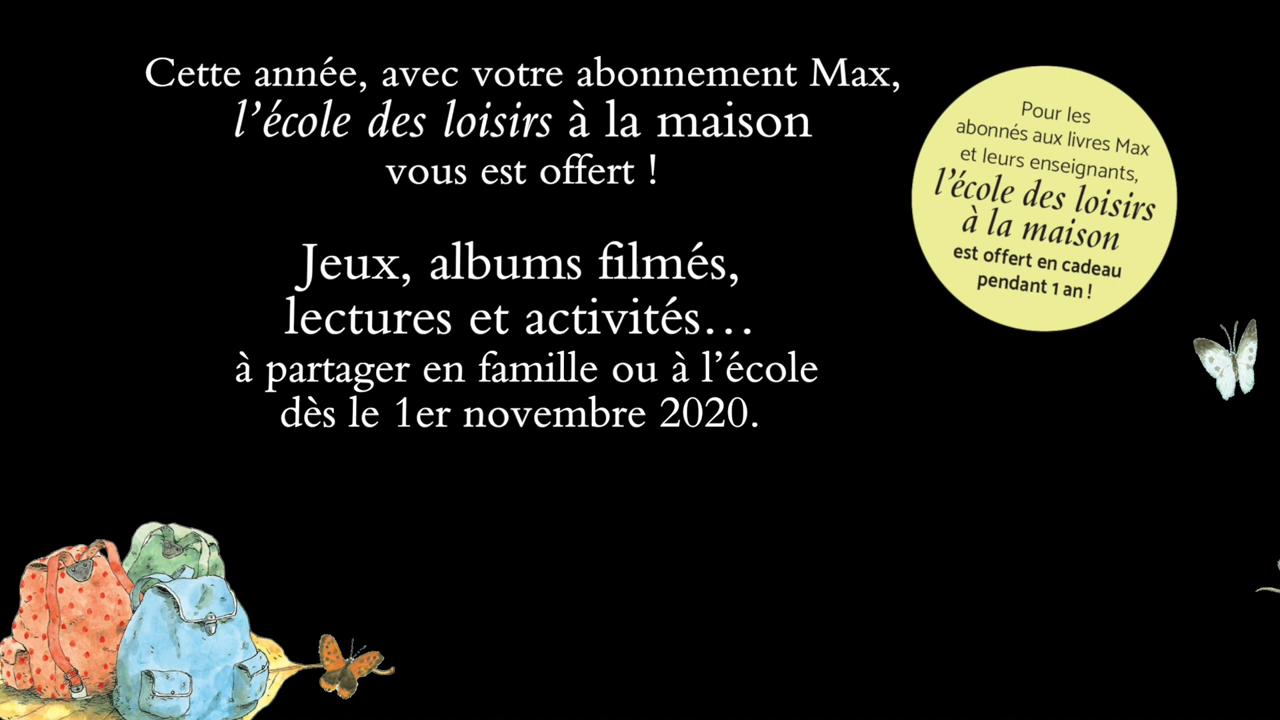 Cette année, avec votre abonnement Max,
l’école des loisirs à la maison
vous est offert !
Jeux, albums filmés,
lectures et activités…
à partager en famille ou à l’école
dès le 1er novembre 2020.
Pour les
abonnés aux livres Max
et leurs enseignants,
l’école des loisirs
à la maison
est offert en cadeau
pendant 1 an !